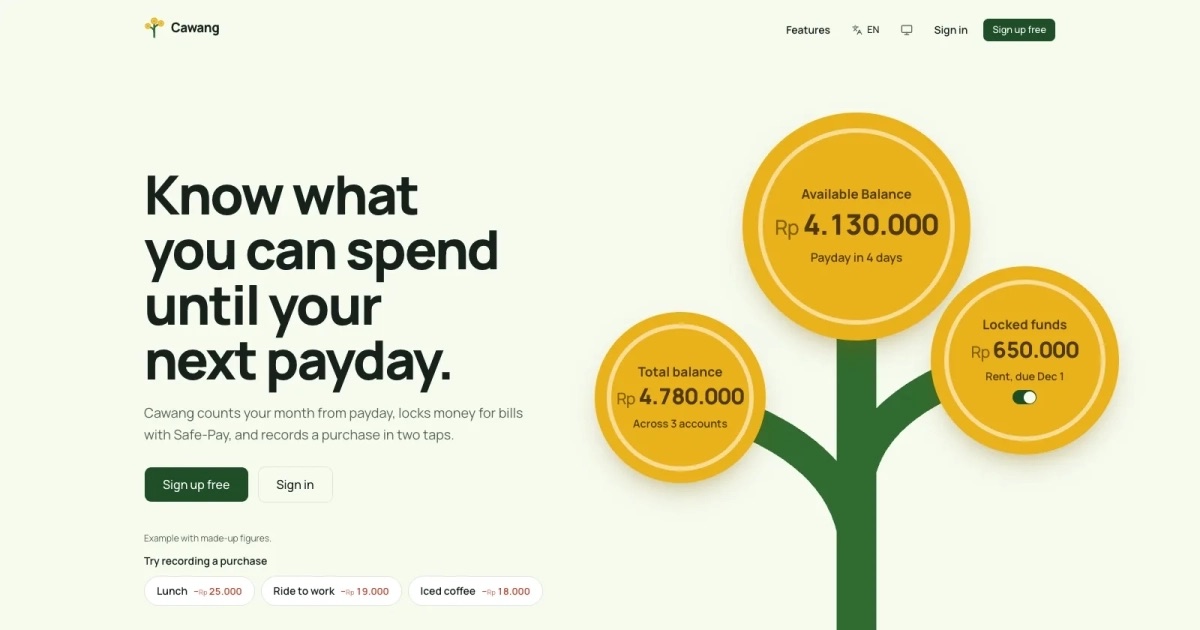 Cawang
Features
EN
Sign in
Sign up free
Know what
you can spend
until your
next payday.
Cawang counts your month from payday, locks money for bills
with Safe-Pay, and records a purchase in two taps.
Sign up free
Sign in
Example with made-up figures.
Try recording a purchase
Lunch −Rp 25.000
Ride to work −Rp 19.000
Iced coffee −Rp 18.000
Available Balance
Rp 4.130.000
Payday in 4 days
Locked funds
Rp 650.000
Rent, due Dec 1
Total balance
Rp 4.780.000
Across 3 accounts